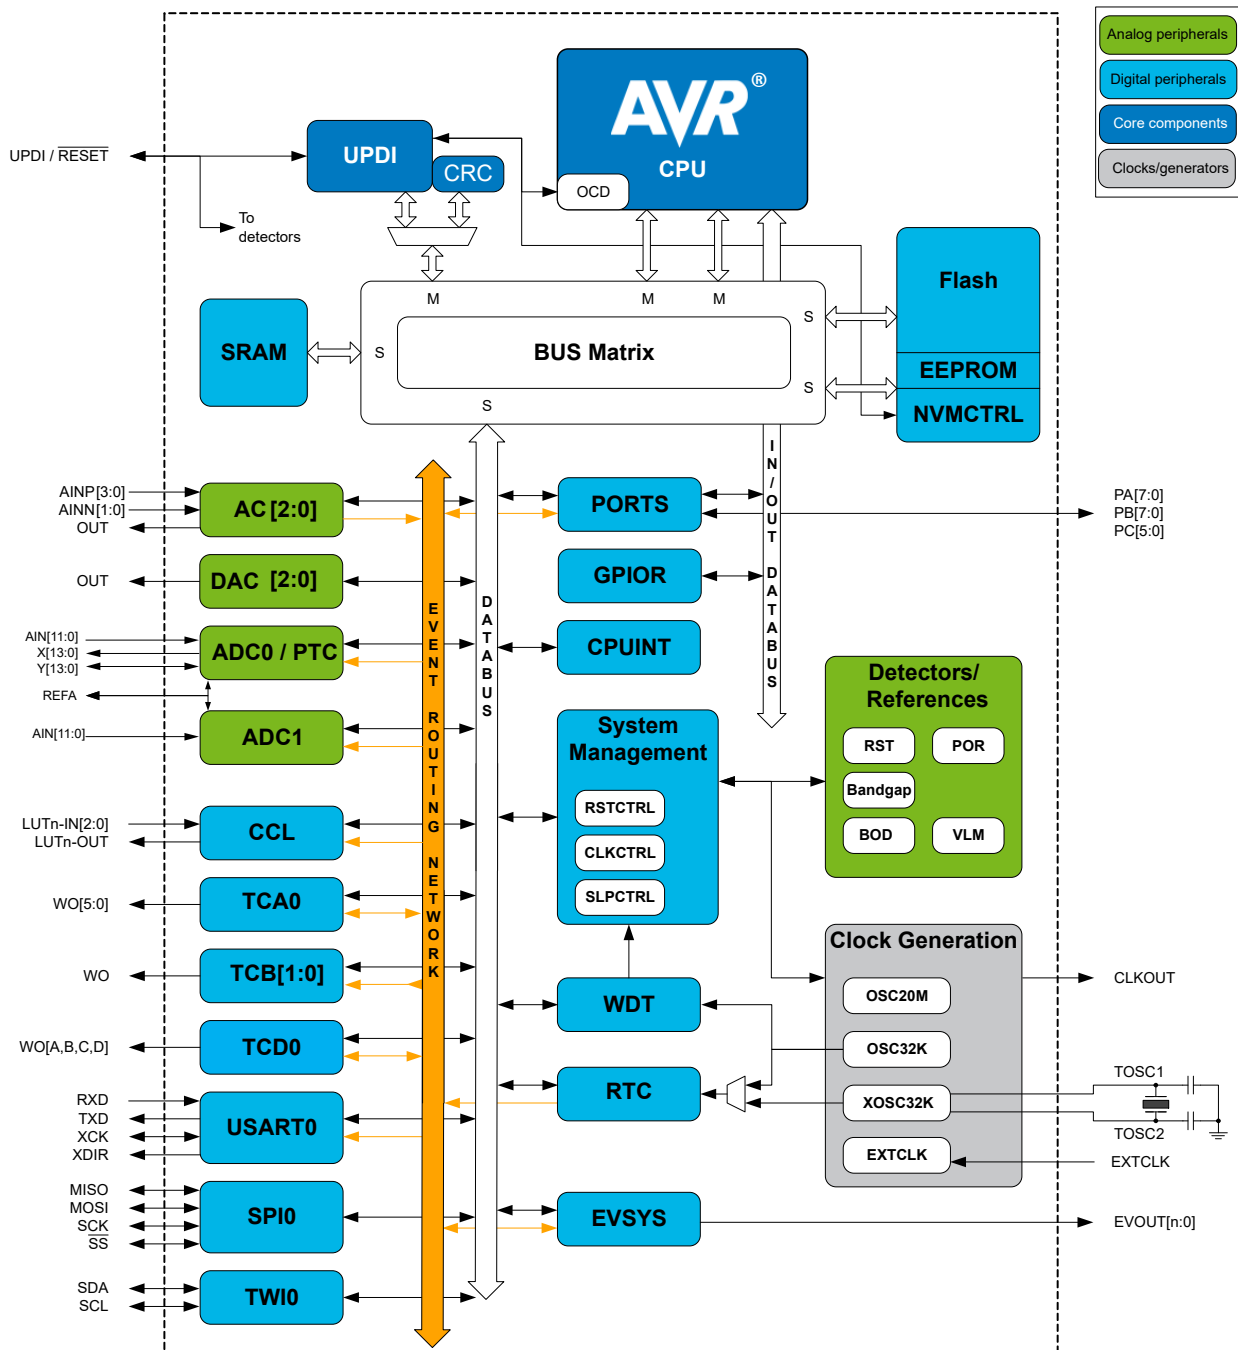 Analog peripherals
Digital peripherals
Core components
Clocks/generators
AVR®
CPU
OCD
UPDI / RESET
UPDI
CRC
To
detectors
M
M
M
Flash
EEPROM
NVMCTRL
SRAM
S
BUS Matrix
S
S
S
IN/OUT DATABUS
DATABUS
EVENT ROUTING NETWORK
AINP[3:0]
AINN[1:0]
OUT
AC [2:0]
PORTS
PA[7:0]
PB[7:0]
PC[5:0]
OUT
DAC [2:0]
GPIOR
AIN[11:0]
X[13:0]
Y[13:0]
ADC0 / PTC
CPUINT
REFA
AIN[11:0]
ADC1
System
Management
RSTCTRL
CLKCTRL
SLPCTRL
Detectors/
References
RST
POR
Bandgap
BOD
VLM
LUTn-IN[2:0]
LUTn-OUT
CCL
WO[5:0]
TCA0
WO
TCB[1:0]
WDT
Clock Generation
OSC20M
OSC32K
XOSC32K
EXTCLK
CLKOUT
WO[A,B,C,D]
TCD0
RTC
TOSC1
TOSC2
EXTCLK
RXD
TXD
XCK
XDIR
USART0
MISO
MOSI
SCK
SS
SPI0
EVSYS
EVOUT[n:0]
SDA
SCL
TWI0